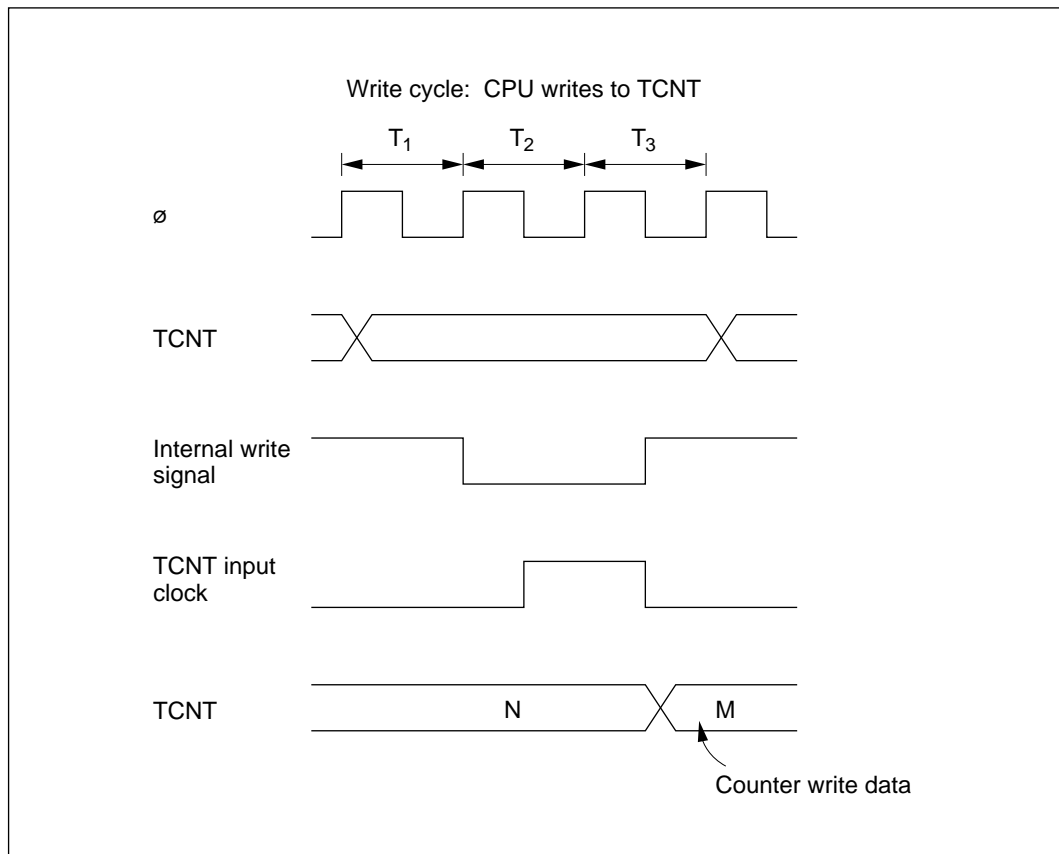 Write cycle: CPU writes to TCNT
T1 T2 T3
ø
TCNT
Internal write
signal
TCNT input
clock
TCNT N M
Counter write data